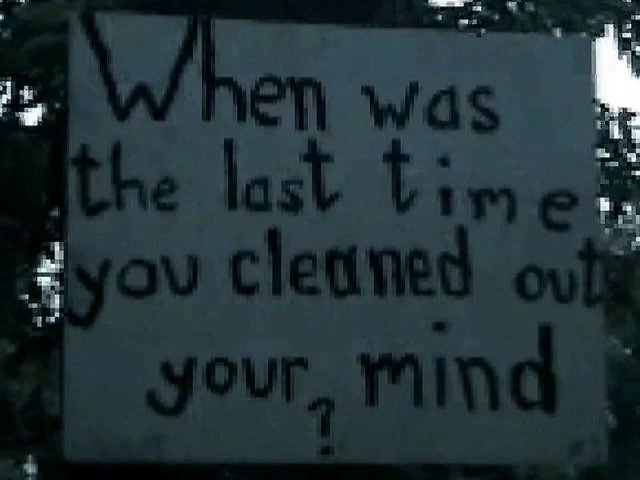 When was
the last time
you cleaned out
your mind
?